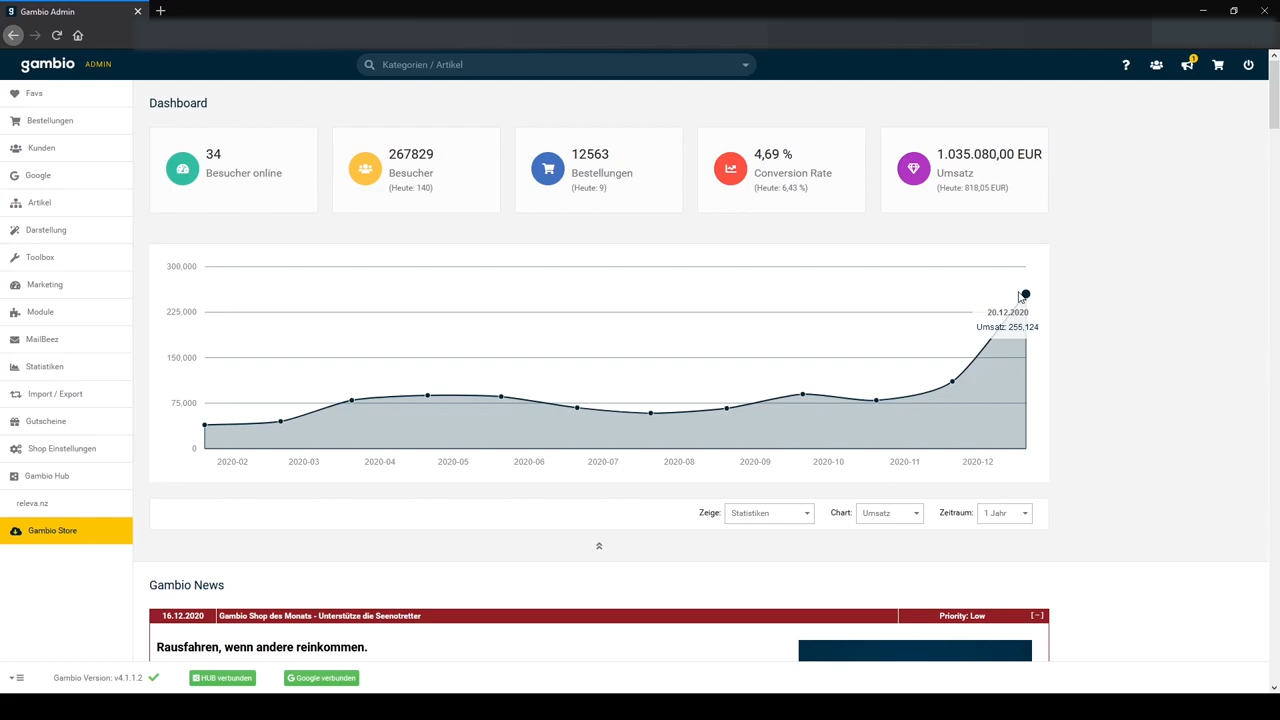 Gambio Admin
gambio ADMIN
Kategorien / Artikel
1
Favs
Bestellungen
Kunden
Google
Artikel
Darstellung
Toolbox
Marketing
Module
MailBeez
Statistiken
Import / Export
Gutscheine
Shop Einstellungen
Gambio Hub
releva.nz
Gambio Store
Dashboard
34
Besucher online
267829
Besucher
(Heute: 140)
12563
Bestellungen
(Heute: 9)
4,69 %
Conversion Rate
(Heute: 6,43 %)
1.035.080,00 EUR
Umsatz
(Heute: 818,05 EUR)
300,000
225,000
150,000
75,000
0
20.12.2020
Umsatz: 255,124
2020-02 2020-03 2020-04 2020-05 2020-06 2020-07 2020-08 2020-09 2020-10 2020-11 2020-12
Zeige: Statistiken Chart: Umsatz Zeitraum: 1 Jahr
Gambio News
16.12.2020 Gambio Shop des Monats - Unterstütze die Seenotretter Priority: Low [-]
Rausfahren, wenn andere reinkommen.
Gambio Version: v4.1.1.2 HUB verbunden Google verbunden